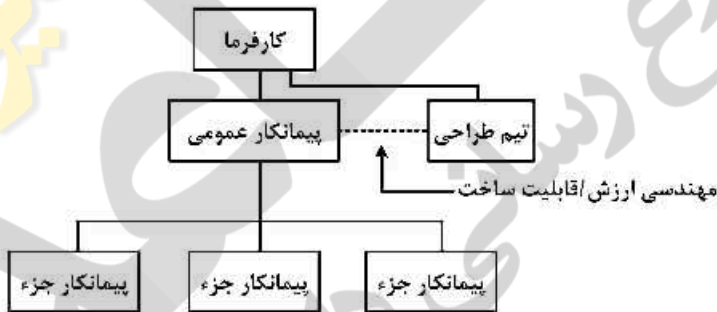 کارفرما
پیمانکار عمومی
تیم طراحی
مهندسی ارزش/قابلیت ساخت
پیمانکار جزء
پیمانکار جزء
پیمانکار جزء